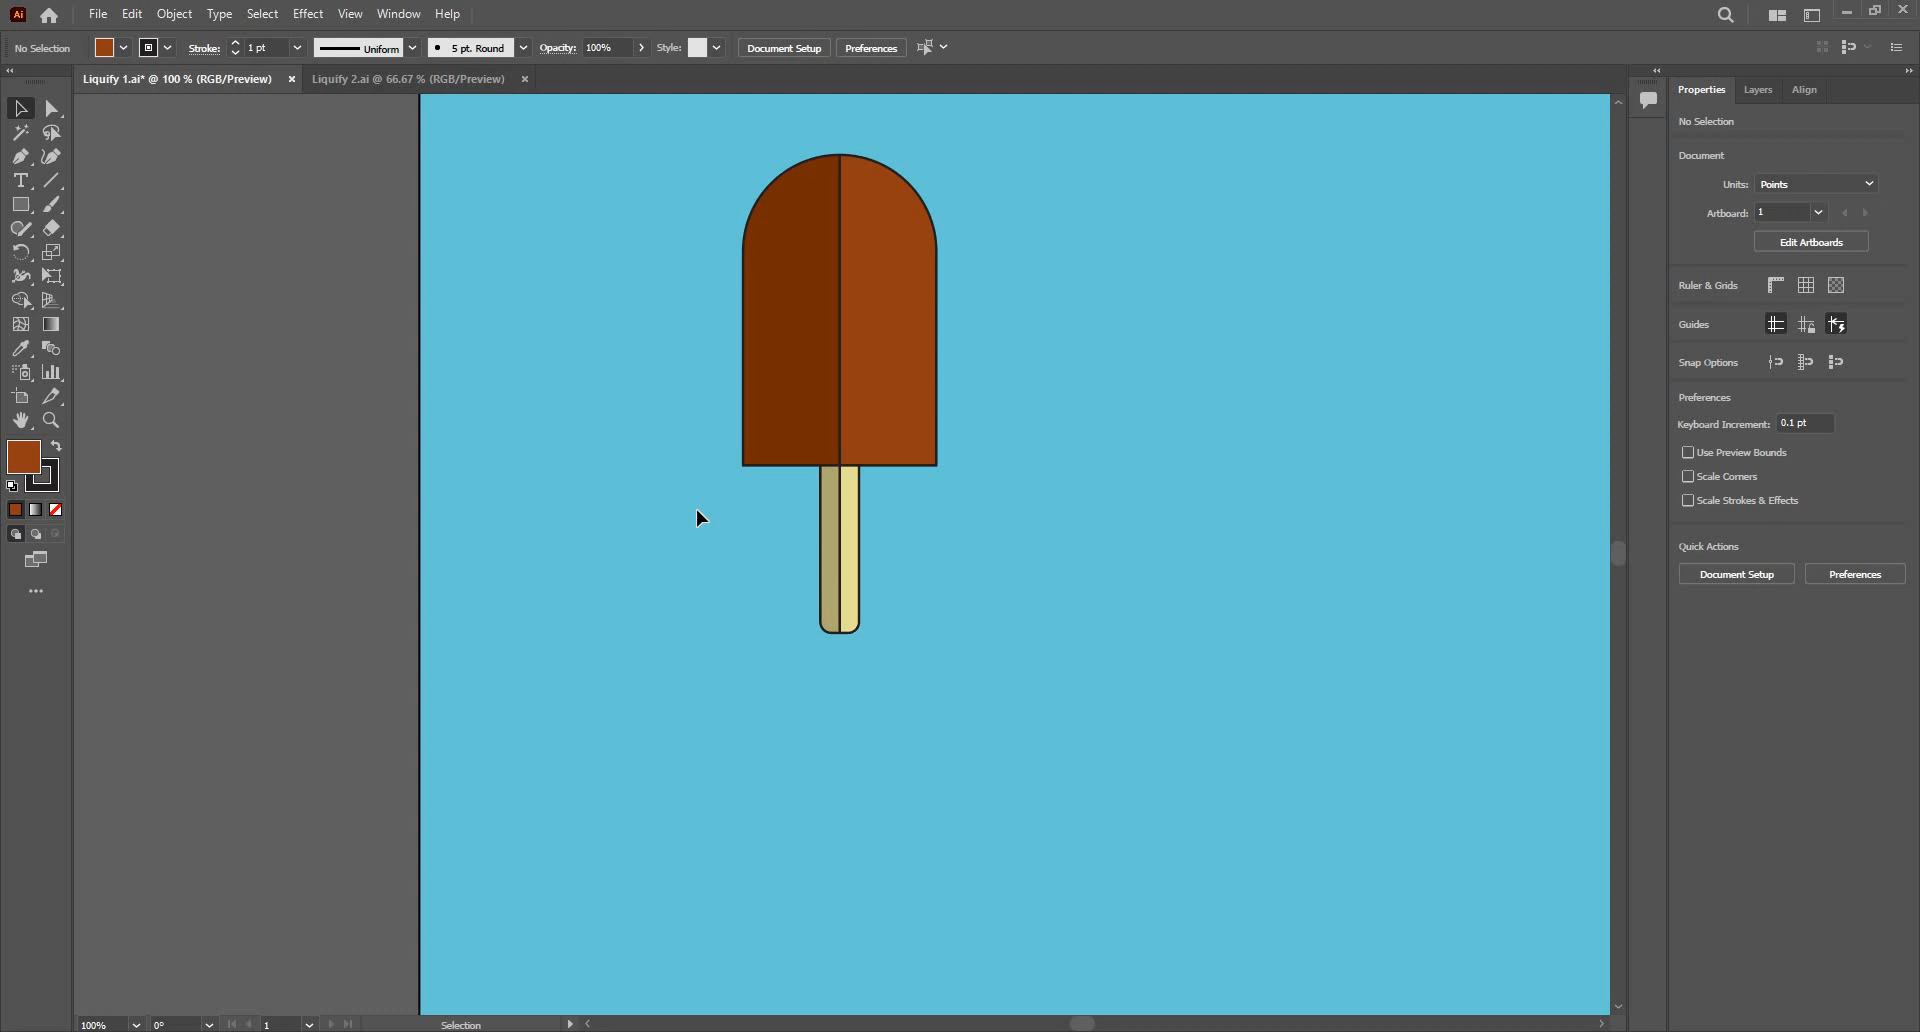 Ai File Edit Object Type Select Effect View Window Help
No Selection Stroke: 1 pt Uniform 5 pt. Round Opacity: 100% Style: Document Setup Preferences
Liquify 1.ai* @ 100 % (RGB/Preview) × Liquify 2.ai @ 66.67 % (RGB/Preview) ×
Properties Layers Align
No Selection
Document
Units: Points
Artboard: 1
Edit Artboards
Ruler & Grids
Guides
Snap Options
Preferences
Keyboard Increment: 0.1 pt
Use Preview Bounds
Scale Corners
Scale Strokes & Effects
Quick Actions
Document Setup Preferences
100% 0° 1 Selection